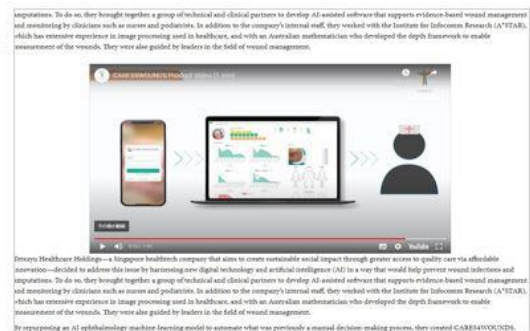 amputations. To do so, they brought together a group of technical and clinical partners to develop AI-assisted software that supports evidence-based wound management
and monitoring by clinicians such as nurses and podiatrists. In addition to the company's internal staff, they worked with the Institute for Infocomm Research (A*STAR),
which has extensive experience in image processing used in healthcare, and with an Australian mathematician who developed the depth framework to enable
measurement of the wounds. They were also guided by leaders in the field of wound management.
CARES4WOUNDS Product Video (1 min)
YouTube
Tetsuyu Healthcare Holdings—a Singapore healthtech company that aims to create sustainable social impact through greater access to quality care via affordable
innovation—decided to address this issue by harnessing new digital technology and artificial intelligence (AI) in a way that would help prevent wound infections and
amputations. To do so, they brought together a group of technical and clinical partners to develop AI-assisted software that supports evidence-based wound management
and monitoring by clinicians such as nurses and podiatrists. In addition to the company's internal staff, they worked with the Institute for Infocomm Research (A*STAR),
which has extensive experience in image processing used in healthcare, and with an Australian mathematician who developed the depth framework to enable
measurement of the wounds. They were also guided by leaders in the field of wound management.
By repurposing an AI ophthalmology machine-learning model to automate what was previously a manual decision-making process, they created CARES4WOUNDS.